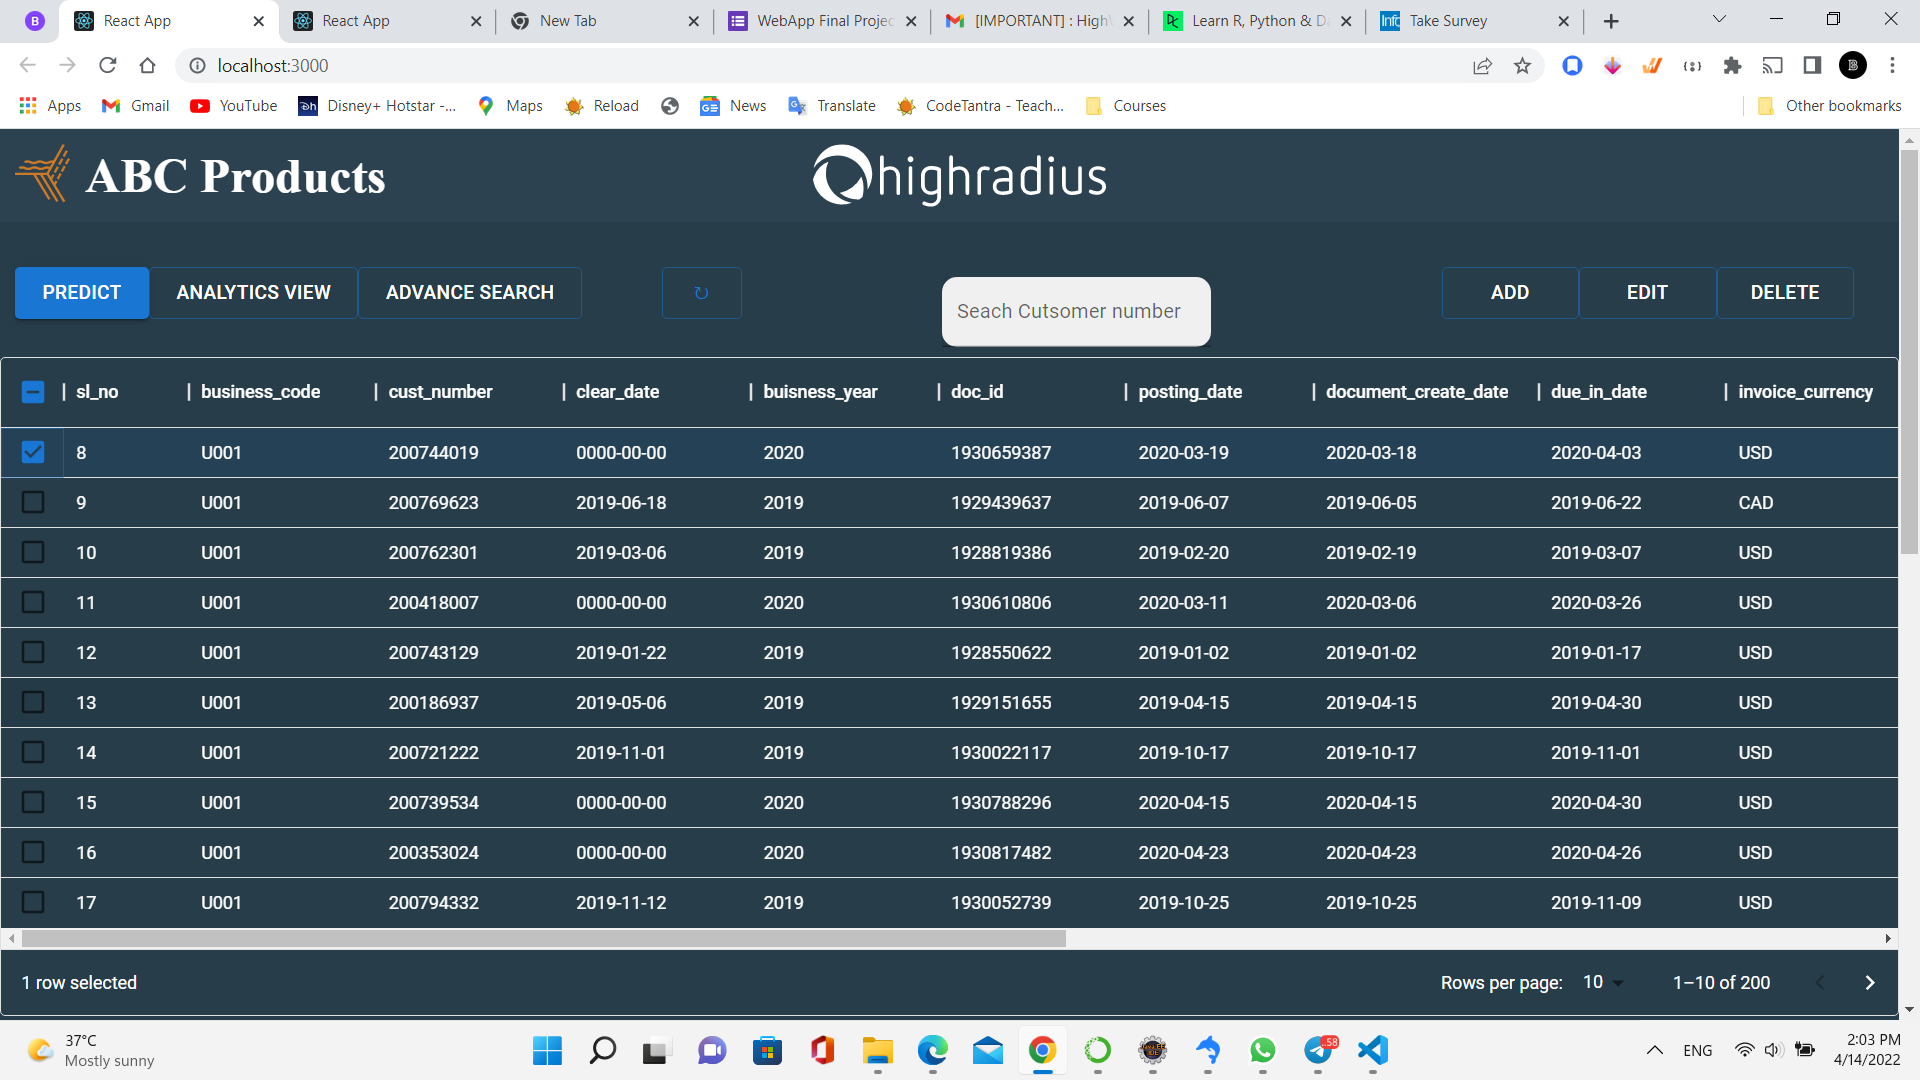 B React App React App New Tab WebApp Final Projec [IMPORTANT] : High Learn R, Python & D Info Take Survey
localhost:3000 B
Apps Gmail YouTube Disney+ Hotstar -... Maps Reload News Translate CodeTantra - Teach... Courses Other bookmarks
ABC Products highradius
PREDICT ANALYTICS VIEW ADVANCE SEARCH ↻ Seach Cutsomer number ADD EDIT DELETE
sl_no business_code cust_number clear_date buisness_year doc_id posting_date document_create_date due_in_date invoice_currency
8 U001 200744019 0000-00-00 2020 1930659387 2020-03-19 2020-03-18 2020-04-03 USD
9 U001 200769623 2019-06-18 2019 1929439637 2019-06-07 2019-06-05 2019-06-22 CAD
10 U001 200762301 2019-03-06 2019 1928819386 2019-02-20 2019-02-19 2019-03-07 USD
11 U001 200418007 0000-00-00 2020 1930610806 2020-03-11 2020-03-06 2020-03-26 USD
12 U001 200743129 2019-01-22 2019 1928550622 2019-01-02 2019-01-02 2019-01-17 USD
13 U001 200186937 2019-05-06 2019 1929151655 2019-04-15 2019-04-15 2019-04-30 USD
14 U001 200721222 2019-11-01 2019 1930022117 2019-10-17 2019-10-17 2019-11-01 USD
15 U001 200739534 0000-00-00 2020 1930788296 2020-04-15 2020-04-15 2020-04-30 USD
16 U001 200353024 0000-00-00 2020 1930817482 2020-04-23 2020-04-23 2020-04-26 USD
17 U001 200794332 2019-11-12 2019 1930052739 2019-10-25 2019-10-25 2019-11-09 USD
1 row selected Rows per page: 10 1–10 of 200
37°C
Mostly sunny
58
ENG
2:03 PM
4/14/2022